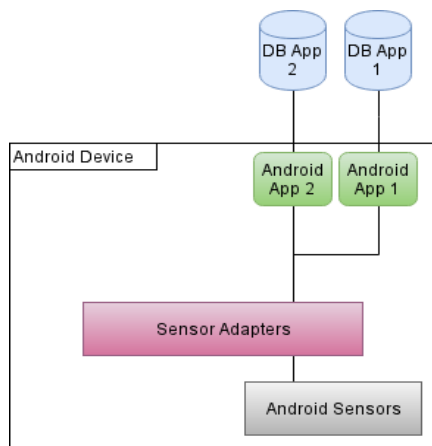 DB App
2
DB App
1
Android Device
Android
App 2
Android
App 1
Sensor Adapters
Android Sensors